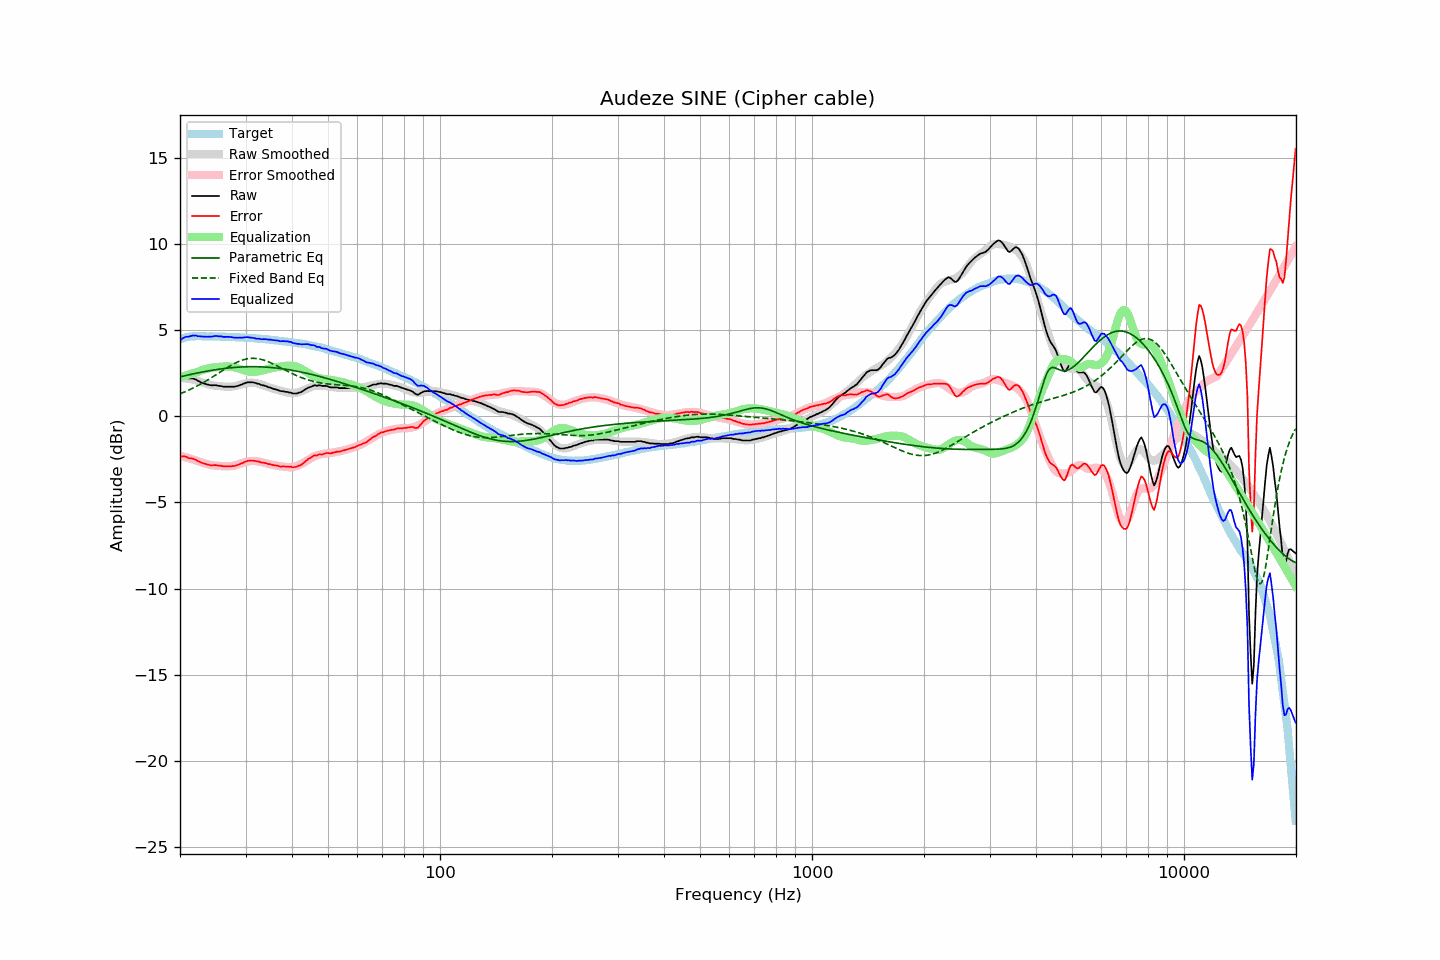 Audeze SINE (Cipher cable)
Target
Raw Smoothed
Error Smoothed
Raw
Error
Equalization
Parametric Eq
Fixed Band Eq
Equalized
15
10
5
0
−5
−10
−15
−20
−25
Amplitude (dBr)
100
1000
10000
Frequency (Hz)